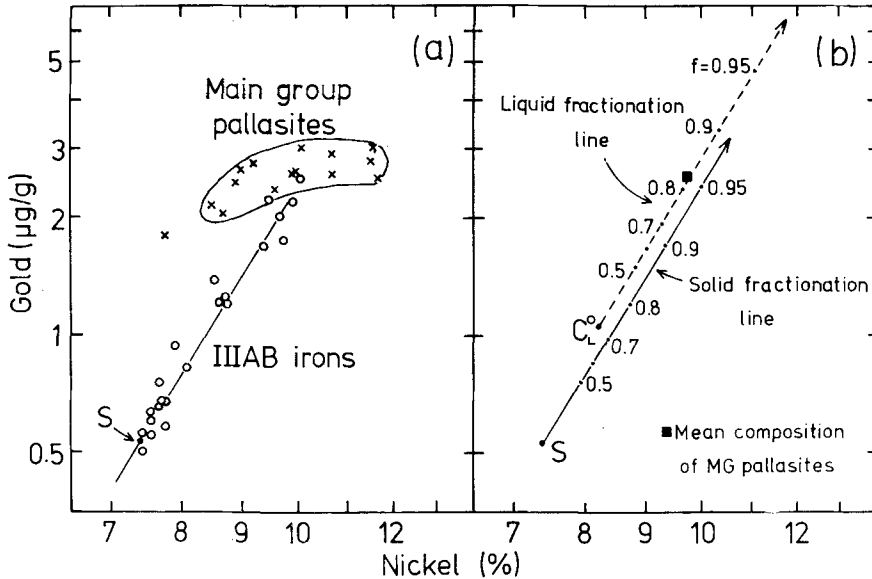 (a)
5
3
2
1
0.5
Gold (µg/g)
Main group
pallasites
IIIAB irons
S
7
8
9
10
12
Nickel (%)
(b)
f=0.95
Liquid fractionation
line
0.9
0.8
0.95
0.7
0.9
0.5
Solid fractionation
line
C°L
0.8
0.7
0.5
S
Mean composition
of MG pallasites
7
8
9
10
12